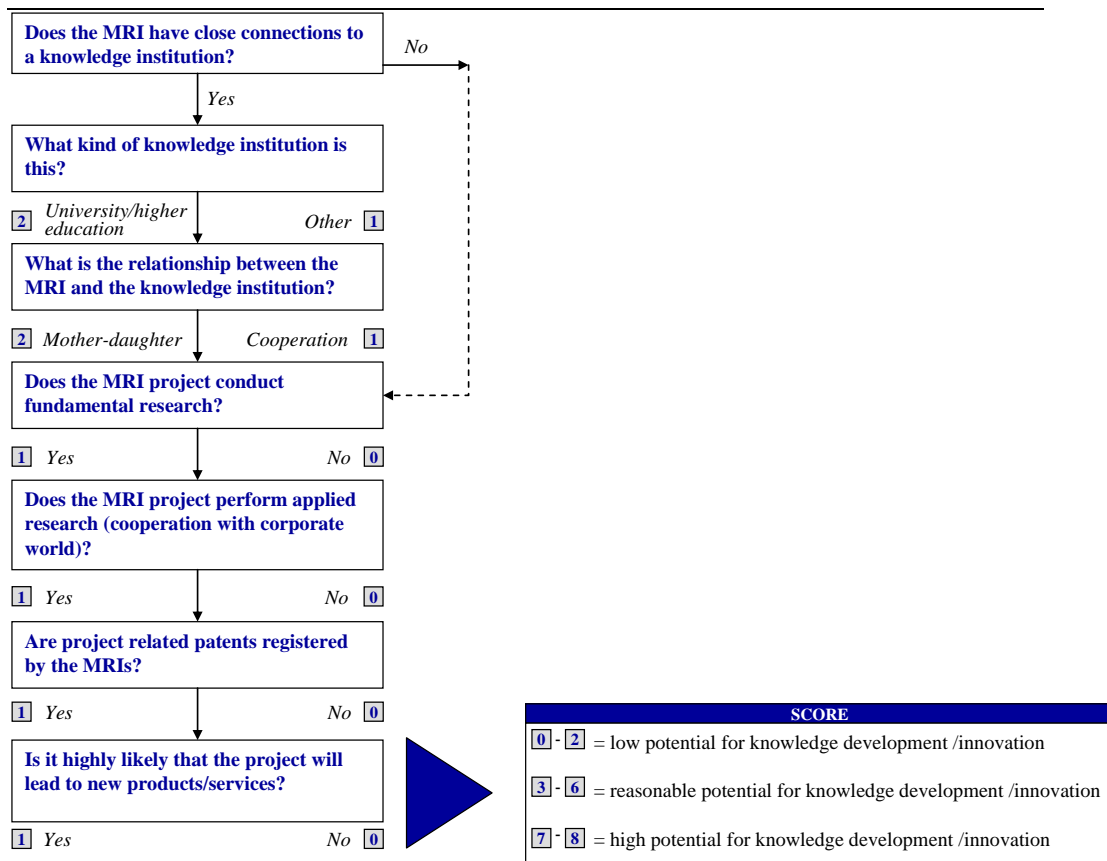 Does the MRI have close connections to
a knowledge institution?
No
Yes
What kind of knowledge institution is
this?
2 University/higher
education
Other 1
What is the relationship between the
MRI and the knowledge institution?
2 Mother-daughter Cooperation 1
Does the MRI project conduct
fundamental research?
1 Yes No 0
Does the MRI project perform applied
research (cooperation with corporate
world)?
1 Yes No 0
Are project related patents registered
by the MRIs?
1 Yes No 0
Is it highly likely that the project will
lead to new products/services?
1 Yes No 0
SCORE
0 - 2 = low potential for knowledge development /innovation
3 - 6 = reasonable potential for knowledge development /innovation
7 - 8 = high potential for knowledge development /innovation